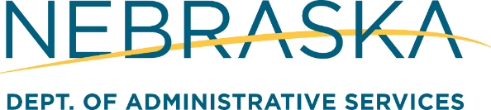 NEBRASKA
DEPT. OF ADMINISTRATIVE SERVICES